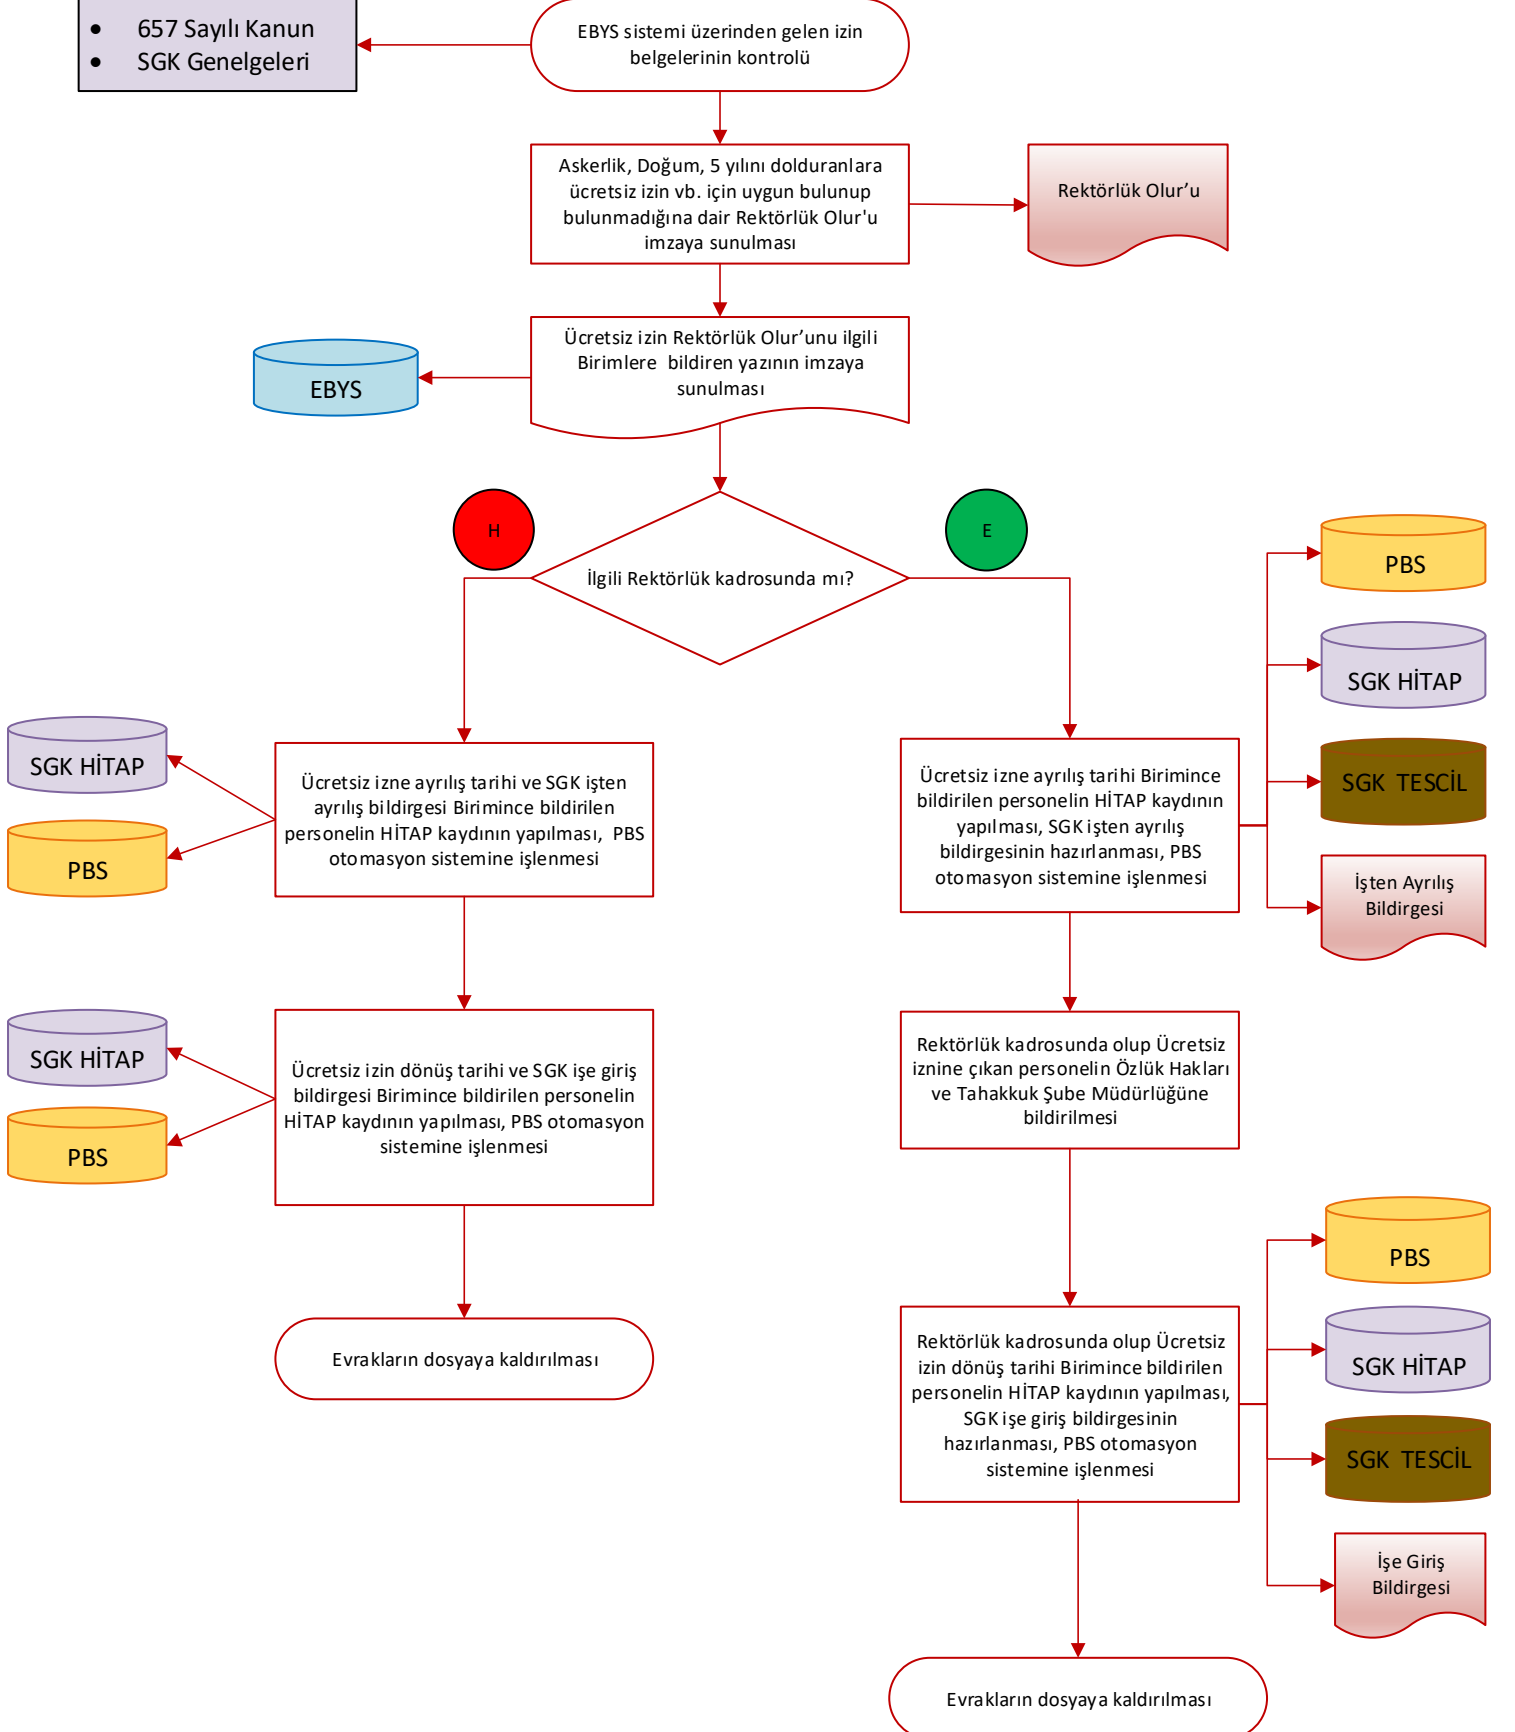 • 657 Sayılı Kanun
• SGK Genelgeleri
EBYS sistemi üzerinden gelen izin
belgelerinin kontrolü
Askerlik, Doğum, 5 yılını dolduranlara
ücretsiz izin vb. için uygun bulunup
bulunmadığına dair Rektörlük Olur'u
imzaya sunulması
Rektörlük Olur’u
Ücretsiz izin Rektörlük Olur’unu ilgili
Birimlere bildiren yazının imzaya
sunulması
EBYS
H
E
İlgili Rektörlük kadrosunda mı?
PBS
SGK HİTAP
SGK TESCİL
İşten Ayrılış
Bildirgesi
SGK HİTAP
PBS
Ücretsiz izne ayrılış tarihi ve SGK işten
ayrılış bildirgesi Birimince bildirilen
personelin HİTAP kaydının yapılması, PBS
otomasyon sistemine işlenmesi
Ücretsiz izne ayrılış tarihi Birimince
bildirilen personelin HİTAP kaydının
yapılması, SGK işten ayrılış
bildirgesinin hazırlanması, PBS
otomasyon sistemine işlenmesi
SGK HİTAP
PBS
Ücretsiz izin dönüş tarihi ve SGK işe giriş
bildirgesi Birimince bildirilen personelin
HİTAP kaydının yapılması, PBS otomasyon
sistemine işlenmesi
Rektörlük kadrosunda olup Ücretsiz
iznine çıkan personelin Özlük Hakları
ve Tahakkuk Şube Müdürlüğüne
bildirilmesi
Evrakların dosyaya kaldırılması
Rektörlük kadrosunda olup Ücretsiz
izin dönüş tarihi Birimince bildirilen
personelin HİTAP kaydının yapılması,
SGK işe giriş bildirgesinin
hazırlanması, PBS otomasyon
sistemine işlenmesi
PBS
SGK HİTAP
SGK TESCİL
İşe Giriş
Bildirgesi
Evrakların dosyaya kaldırılması